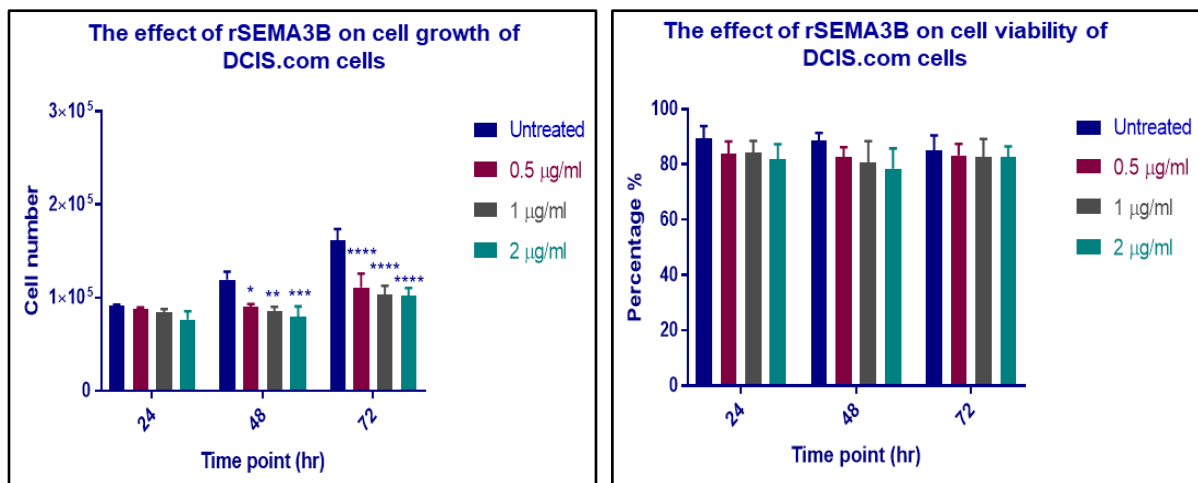 The effect of rSEMA3B on cell growth of
DCIS.com cells
3×10⁵
2×10⁵
1×10⁵
0
Cell number
Untreated
0.5 µg/ml
1 µg/ml
2 µg/ml
* ** ***
**** **** ****
24 48 72
Time point (hr)
The effect of rSEMA3B on cell viability of
DCIS.com cells
100
80
60
40
20
0
Percentage %
Untreated
0.5 µg/ml
1 µg/ml
2 µg/ml
24 48 72
Time point (hr)